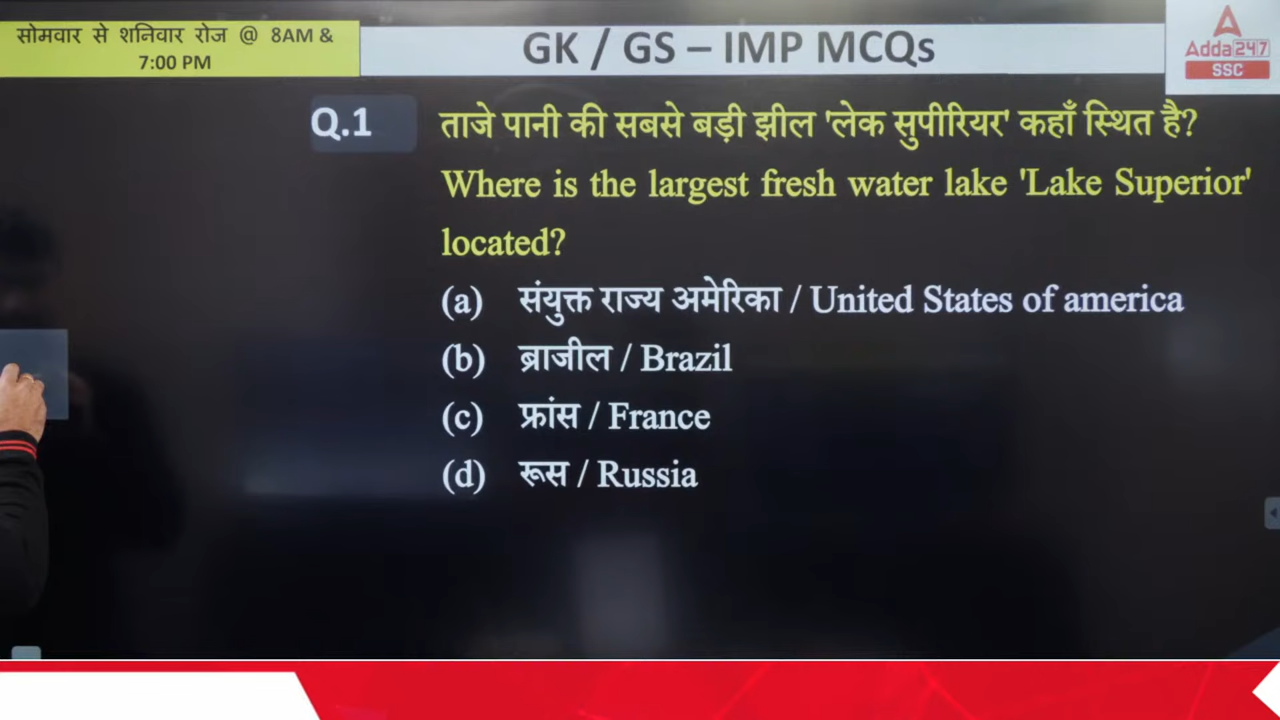 सोमवार से शनिवार रोज @ 8AM &
7:00 PM
GK / GS – IMP MCQs
Adda247
SSC
Q.1
ताजे पानी की सबसे बड़ी झील 'लेक सुपीरियर' कहाँ स्थित है?
Where is the largest fresh water lake 'Lake Superior'
located?
(a) संयुक्त राज्य अमेरिका / United States of america
(b) ब्राजील / Brazil
(c) फ्रांस / France
(d) रूस / Russia